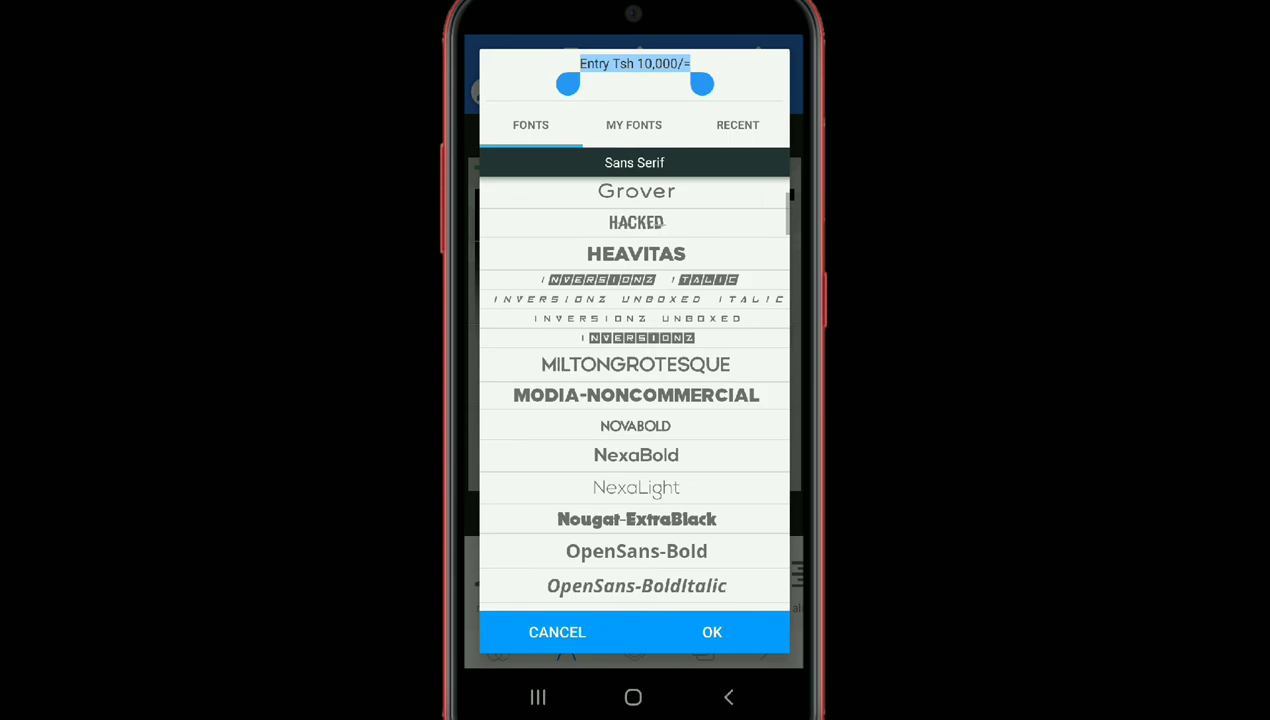 Entry Tsh 10,000/=
FONTS MY FONTS RECENT
Sans Serif
Grover
HACKED
HEAVITAS
INVERSIONZ ITALIC
INVERSIONZ UNBOXED ITALIC
INVERSIONZ UNBOXED
INVERSIONZ
MILTONGROTESQUE
MODIA-NONCOMMERCIAL
NOVABOLD
NexaBold
NexaLight
Nougat-ExtraBlack
OpenSans-Bold
OpenSans-BoldItalic
CANCEL OK